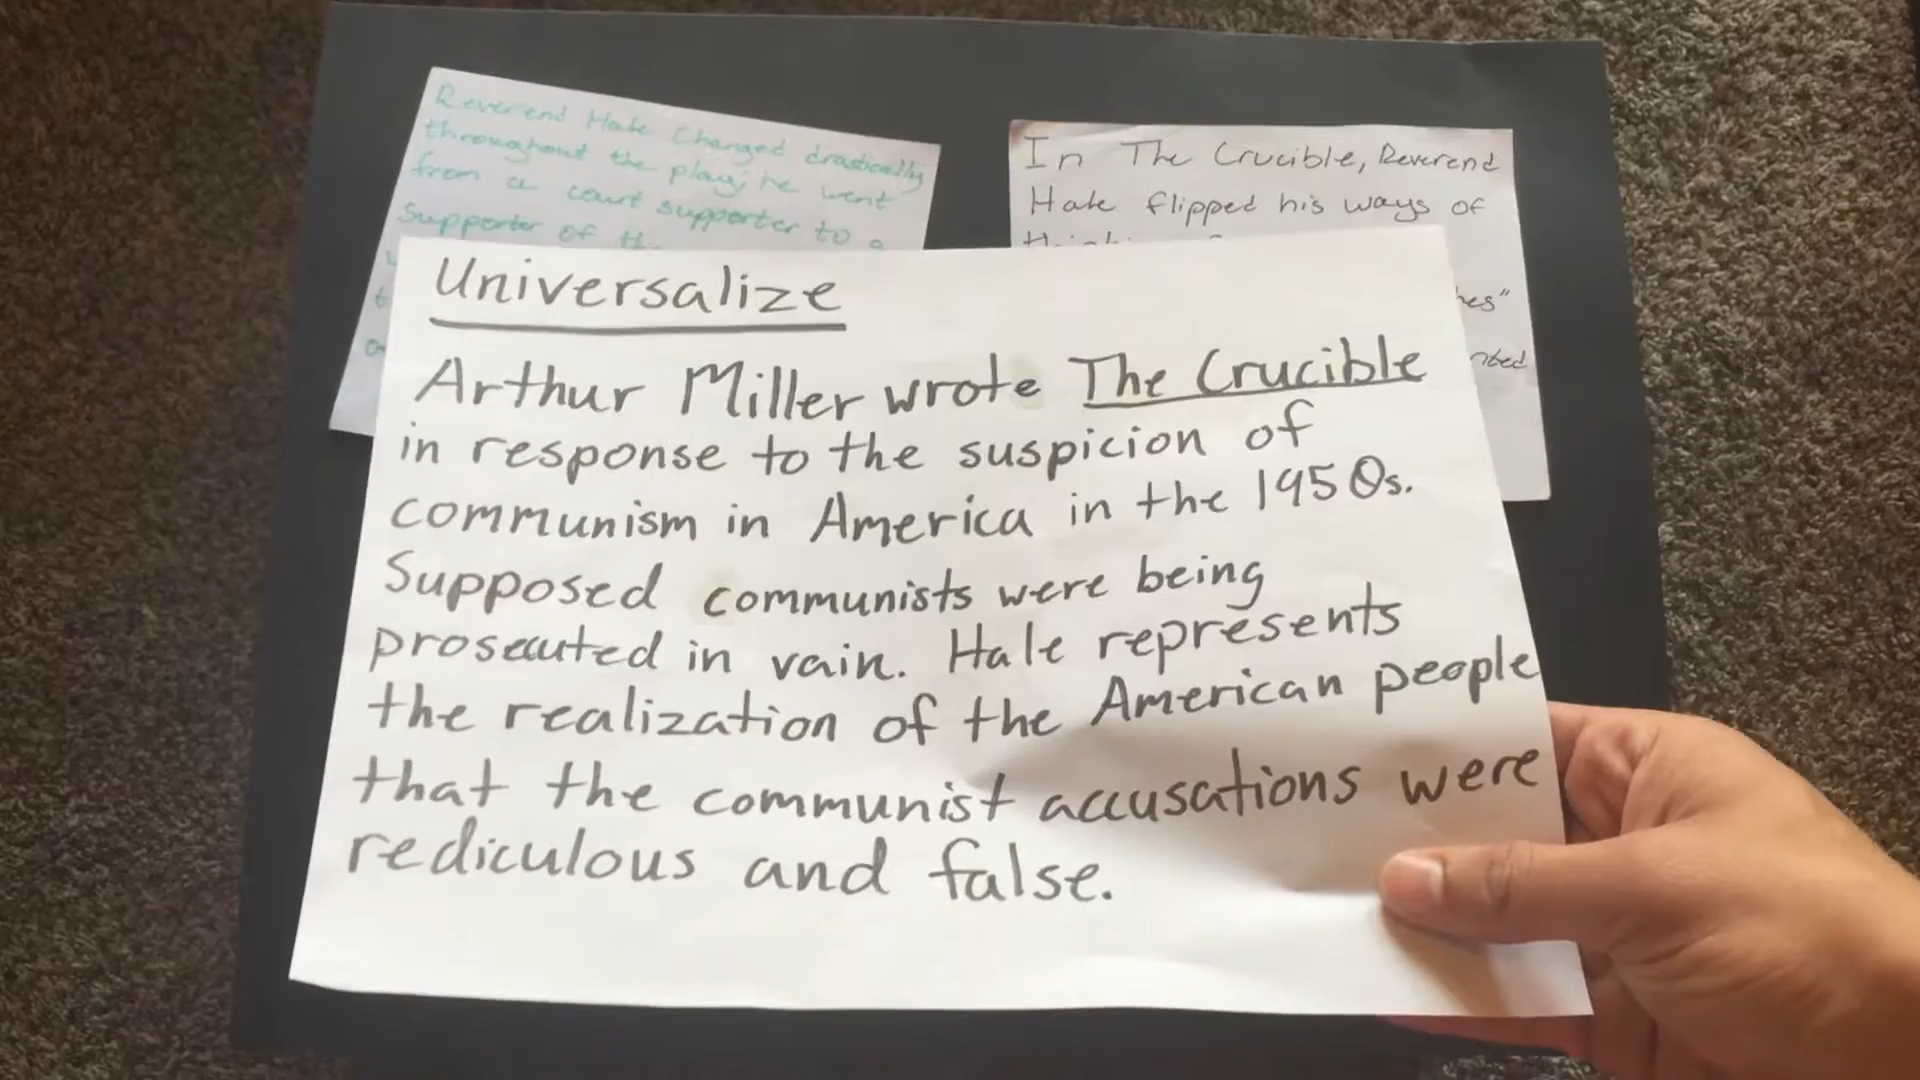 Reverend Hale Changed drastically
throughout the play; he went
from a court supporter to a
Supporter of
In The Crucible, Reverend
Hale flipped his ways of
Universalize
Arthur Miller wrote The Crucible
in response to the suspicion of
communism in America in the 1950s.
Supposed communists were being
prosecuted in vain. Hale represents
the realization of the American people
that the communist accusations were
rediculous and false.